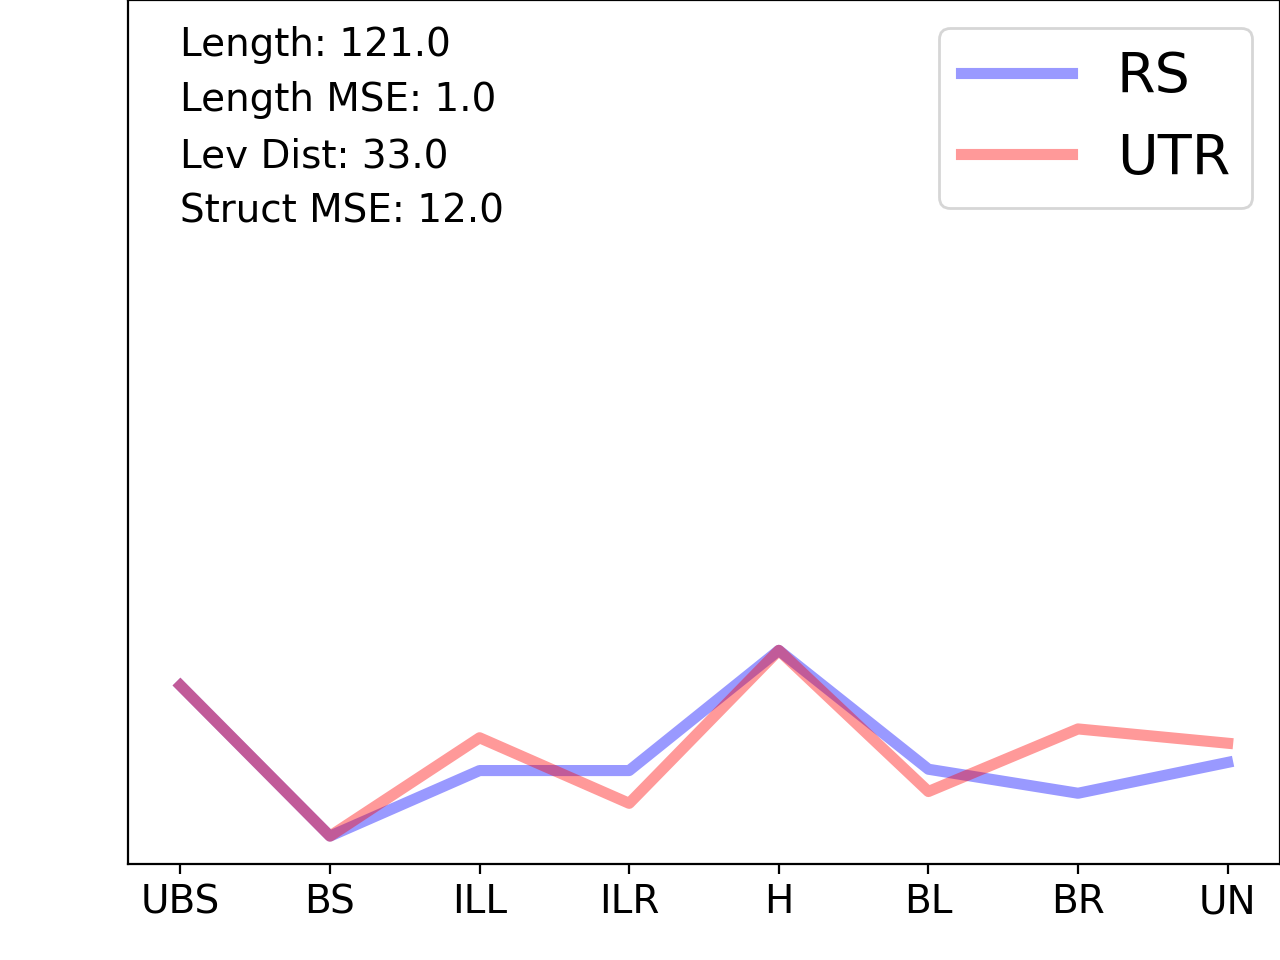 Length: 121.0
Length MSE: 1.0
Lev Dist: 33.0
Struct MSE: 12.0
RS
UTR
UBS BS ILL ILR H BL BR UN